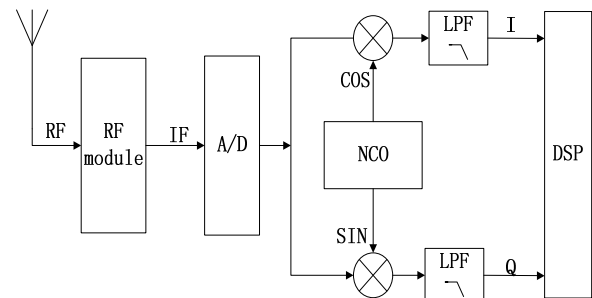 RF
RF
module
IF
A/D
COS
NCO
SIN
LPF
I
LPF
Q
DSP